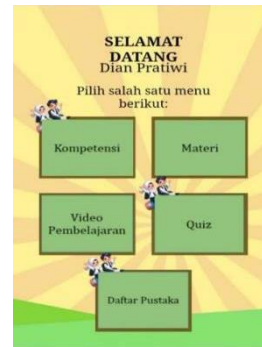 SELAMAT
DATANG
Dian Pratiwi
Pilih salah satu menu
berikut:
Kompetensi
Materi
Video
Pembelajaran
Quiz
Daftar Pustaka